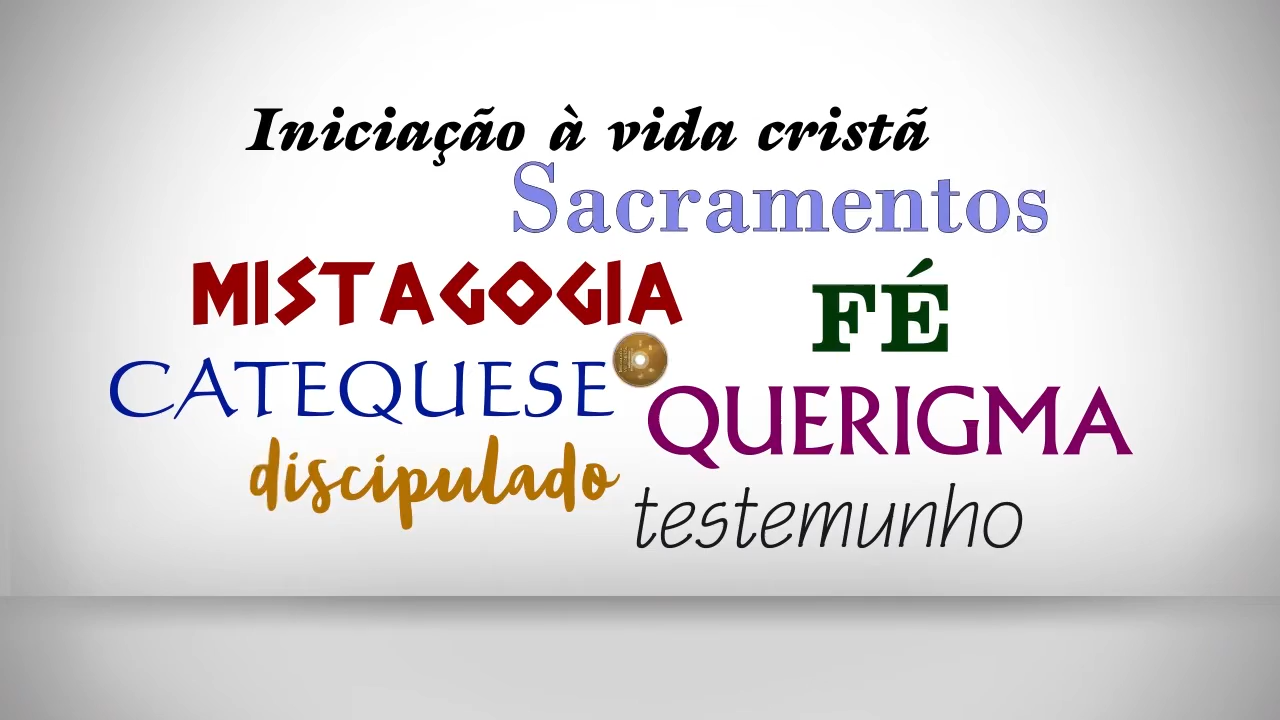 Iniciação à vida cristã
Sacramentos
MISTAGOGIA
FÉ
CATEQUESE
QUERIGMA
discipulado
testemunho